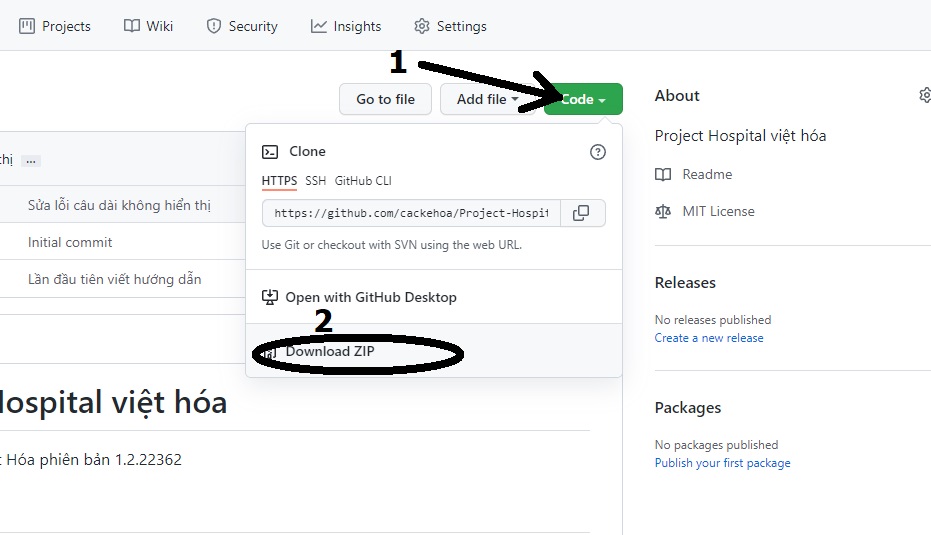 Projects Wiki Security Insights Settings
1
Go to file Add file Code
About
Project Hospital việt hóa
Readme
MIT License
Clone
HTTPS SSH GitHub CLI
https://github.com/cackehoa/Project-Hospit
Use Git or checkout with SVN using the web URL.
Open with GitHub Desktop
2
Download ZIP
thị ...
Sửa lỗi câu dài không hiển thị
Initial commit
Lần đầu tiên viết hướng dẫn
Releases
No releases published
Create a new release
Packages
No packages published
Publish your first package
Hospital việt hóa
t Hóa phiên bản 1.2.22362